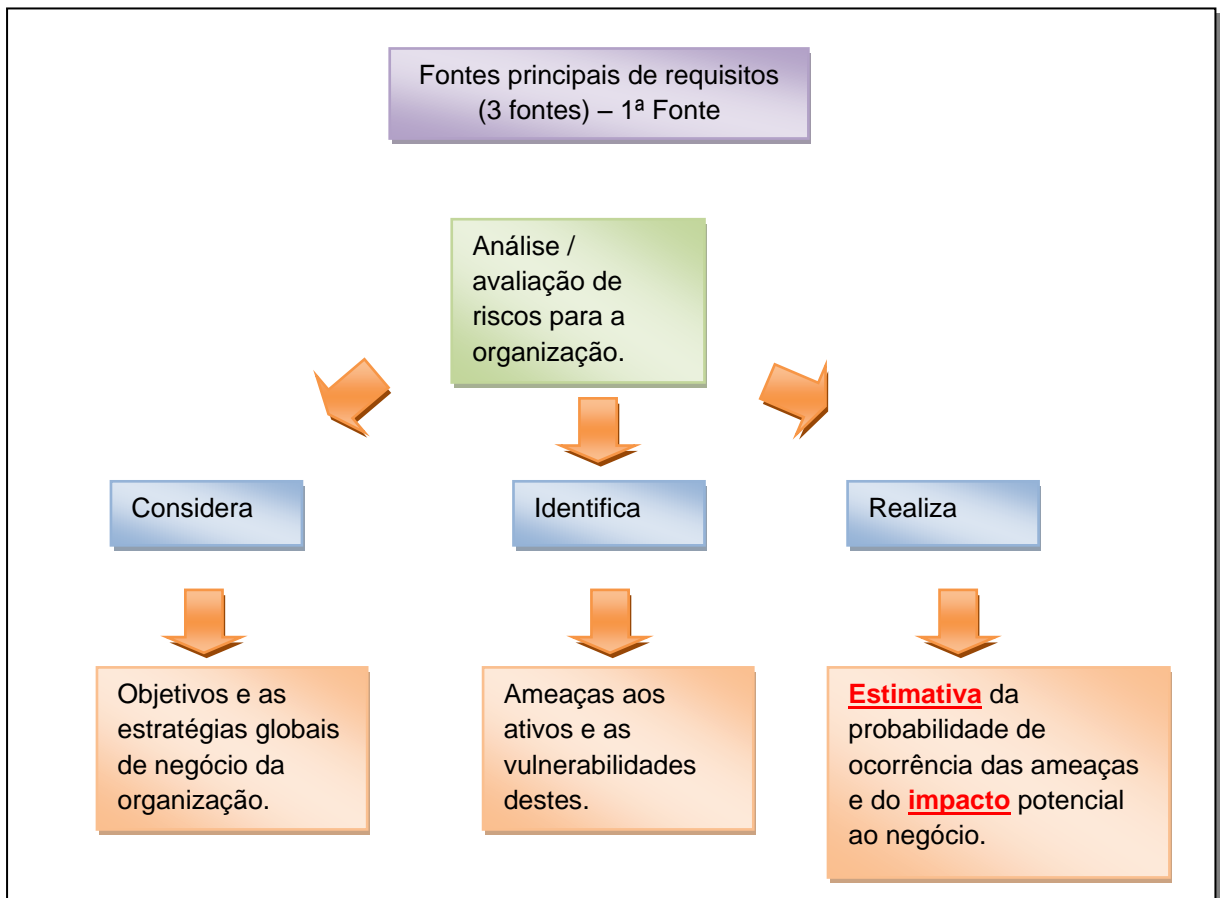 Fontes principais de requisitos
(3 fontes) – 1ª Fonte
Análise /
avaliação de
riscos para a
organização.
Considera
Identifica
Realiza
Objetivos e as
estratégias globais
de negócio da
organização.
Ameaças aos
ativos e as
vulnerabilidades
destes.
Estimativa da
probabilidade de
ocorrência das ameaças
e do impacto potencial
ao negócio.